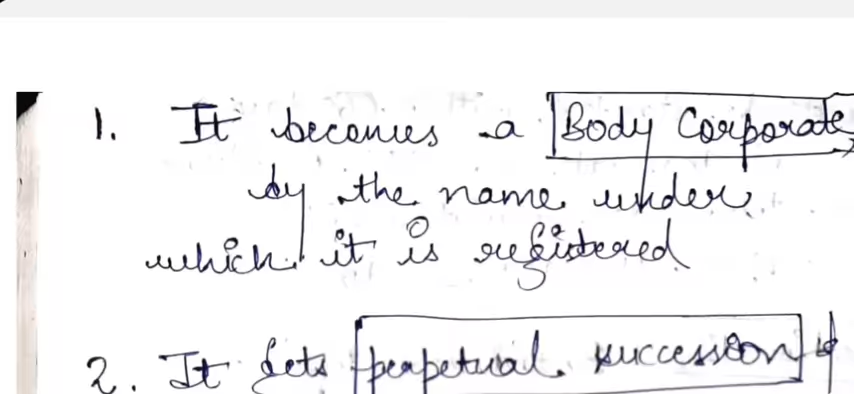 1. It becomes a Body Corporate
by the name under
which it is registered
2. It gets perpetual succession